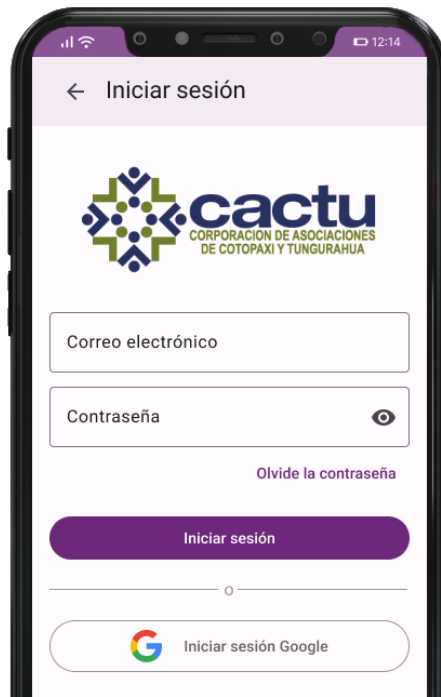 12:14
Iniciar sesión
cactu
CORPORACIÓN DE ASOCIACIONES
DE COTOPAXI Y TUNGURAHUA
Correo electrónico
Contraseña
Olvide la contraseña
Iniciar sesión
o
Iniciar sesión Google